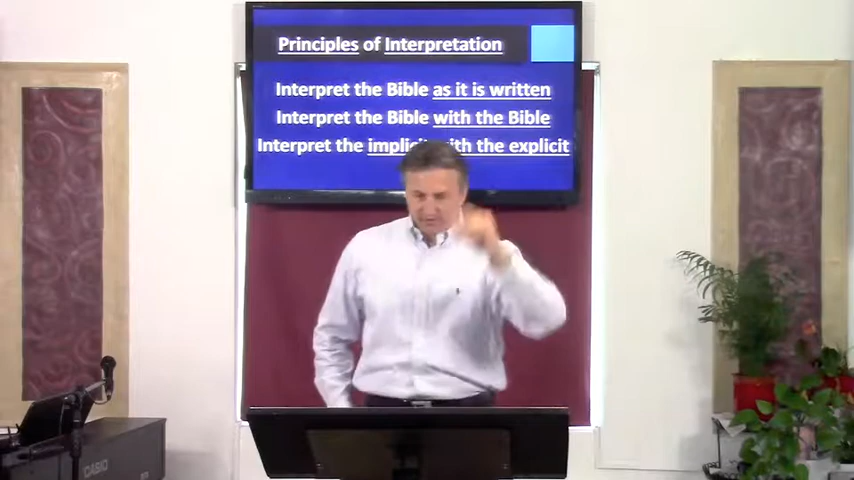 Principles of Interpretation
Interpret the Bible as it is written
Interpret the Bible with the Bible
Interpret the with the explicit
CASIO